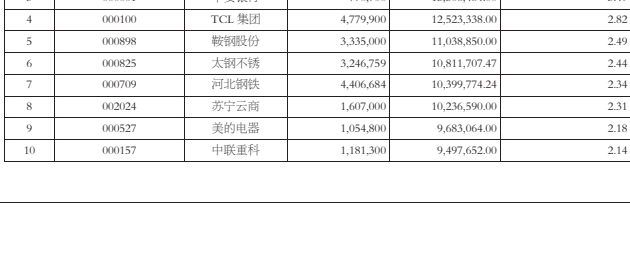 4 000100 TCL 集团 4,779,900 12,523,338.00 2.82
5 000898 鞍钢股份 3,335,000 11,038,850.00 2.49
6 000825 太钢不锈 3,246,759 10,811,707.47 2.44
7 000709 河北钢铁 4,406,684 10,399,774.24 2.34
8 002024 苏宁云商 1,607,000 10,236,590.00 2.31
9 000527 美的电器 1,054,800 9,683,064.00 2.18
10 000157 中联重科 1,181,300 9,497,652.00 2.14